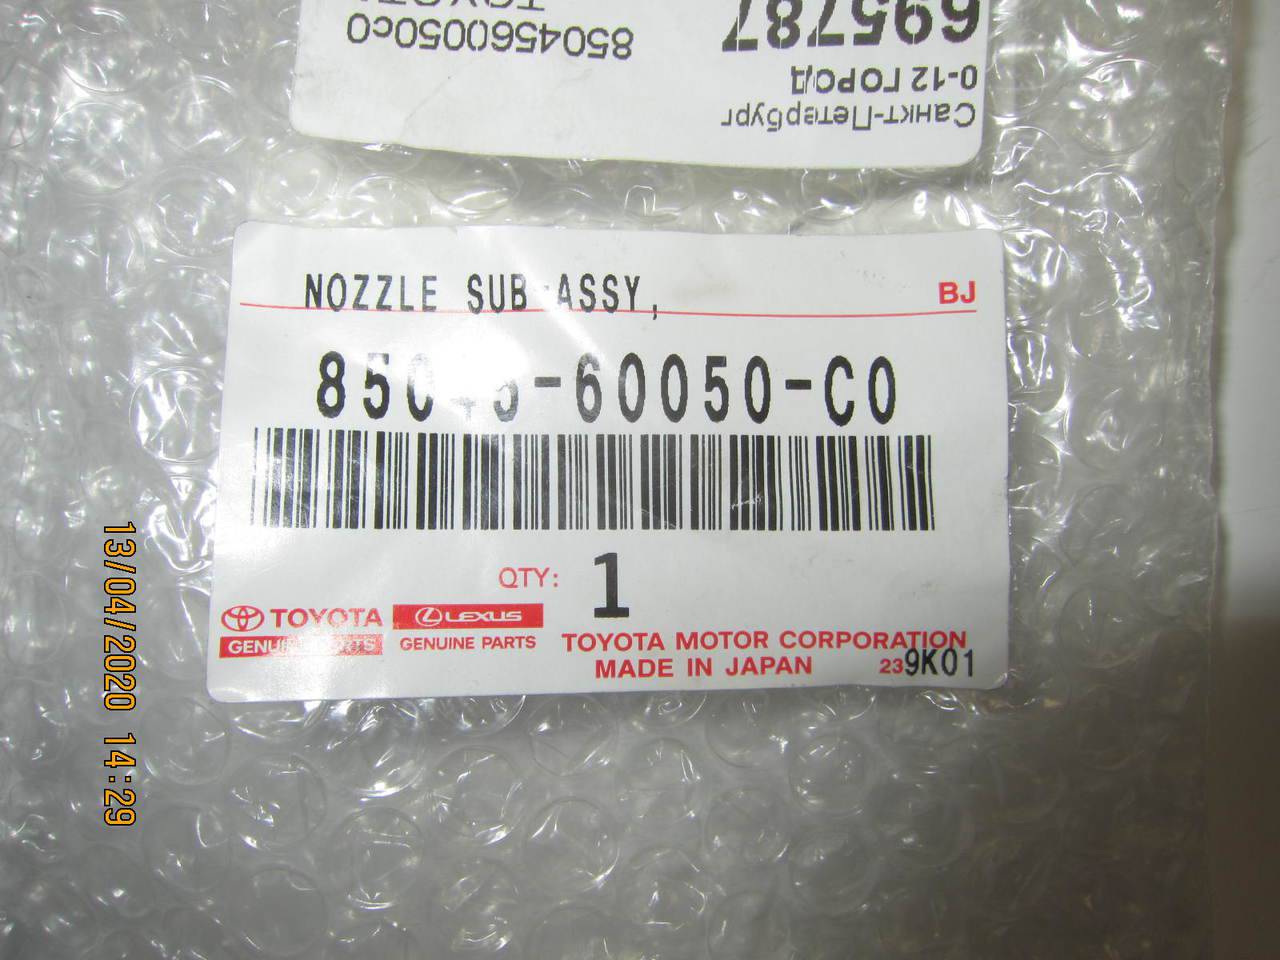 Санкт-Петербург
0-12 ГОРОД
695787
8504560050c0
NOZZLE SUB-ASSY,
BJ
85045-60050-C0
QTY: 1
TOYOTA
GENUINE PARTS
LEXUS
GENUINE PARTS
TOYOTA MOTOR CORPORATION
MADE IN JAPAN
239K01
13/04/2020 14:29